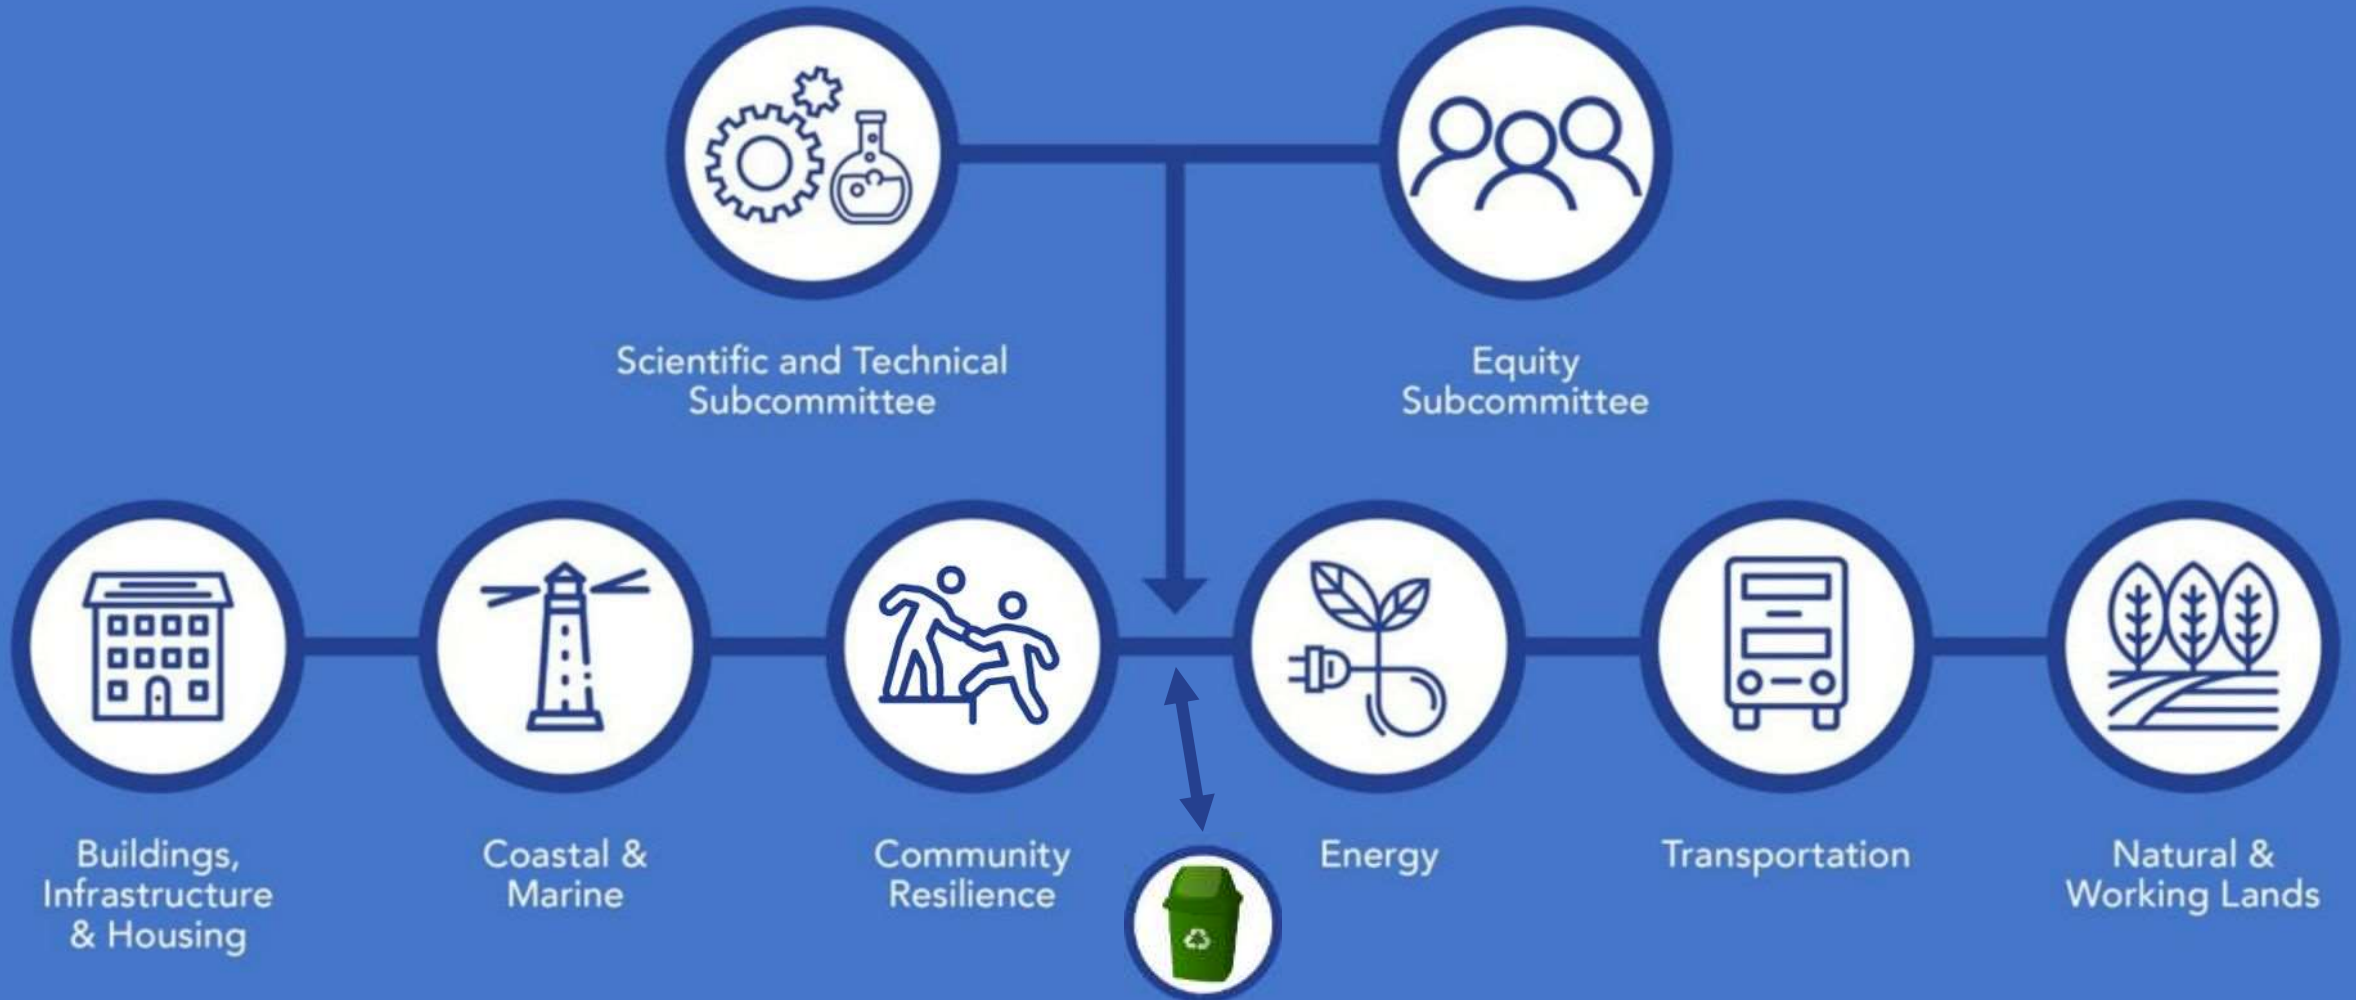 Scientific and Technical
Subcommittee
Equity
Subcommittee
Buildings,
Infrastructure
& Housing
Coastal &
Marine
Community
Resilience
Energy
Transportation
Natural &
Working Lands